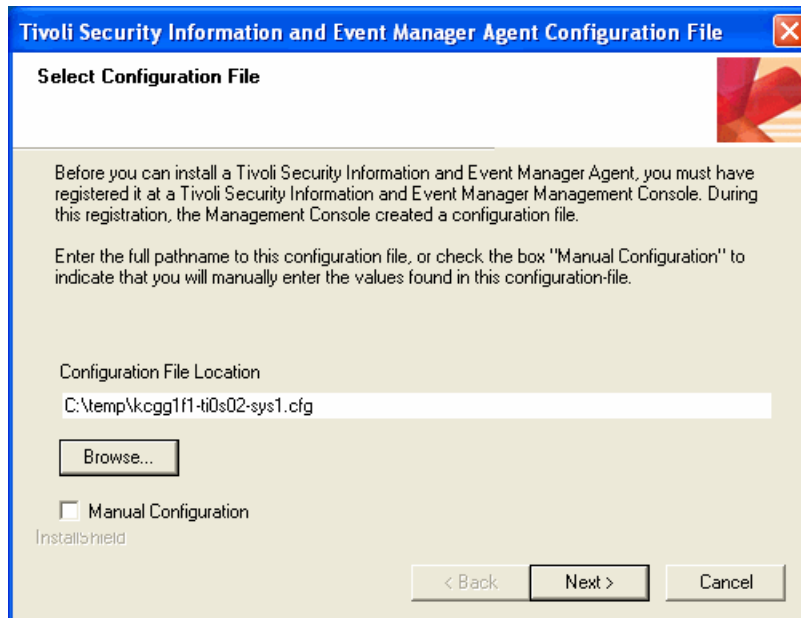 Tivoli Security Information and Event Manager Agent Configuration File
Select Configuration File
Before you can install a Tivoli Security Information and Event Manager Agent, you must have
registered it at a Tivoli Security Information and Event Manager Management Console. During
this registration, the Management Console created a configuration file.
Enter the full pathname to this configuration file, or check the box "Manual Configuration" to
indicate that you will manually enter the values found in this configuration-file.
Configuration File Location
C:\temp\kcgg1f1-ti0s02-sys1.cfg
Browse...
Manual Configuration
InstallShield
< Back Next > Cancel